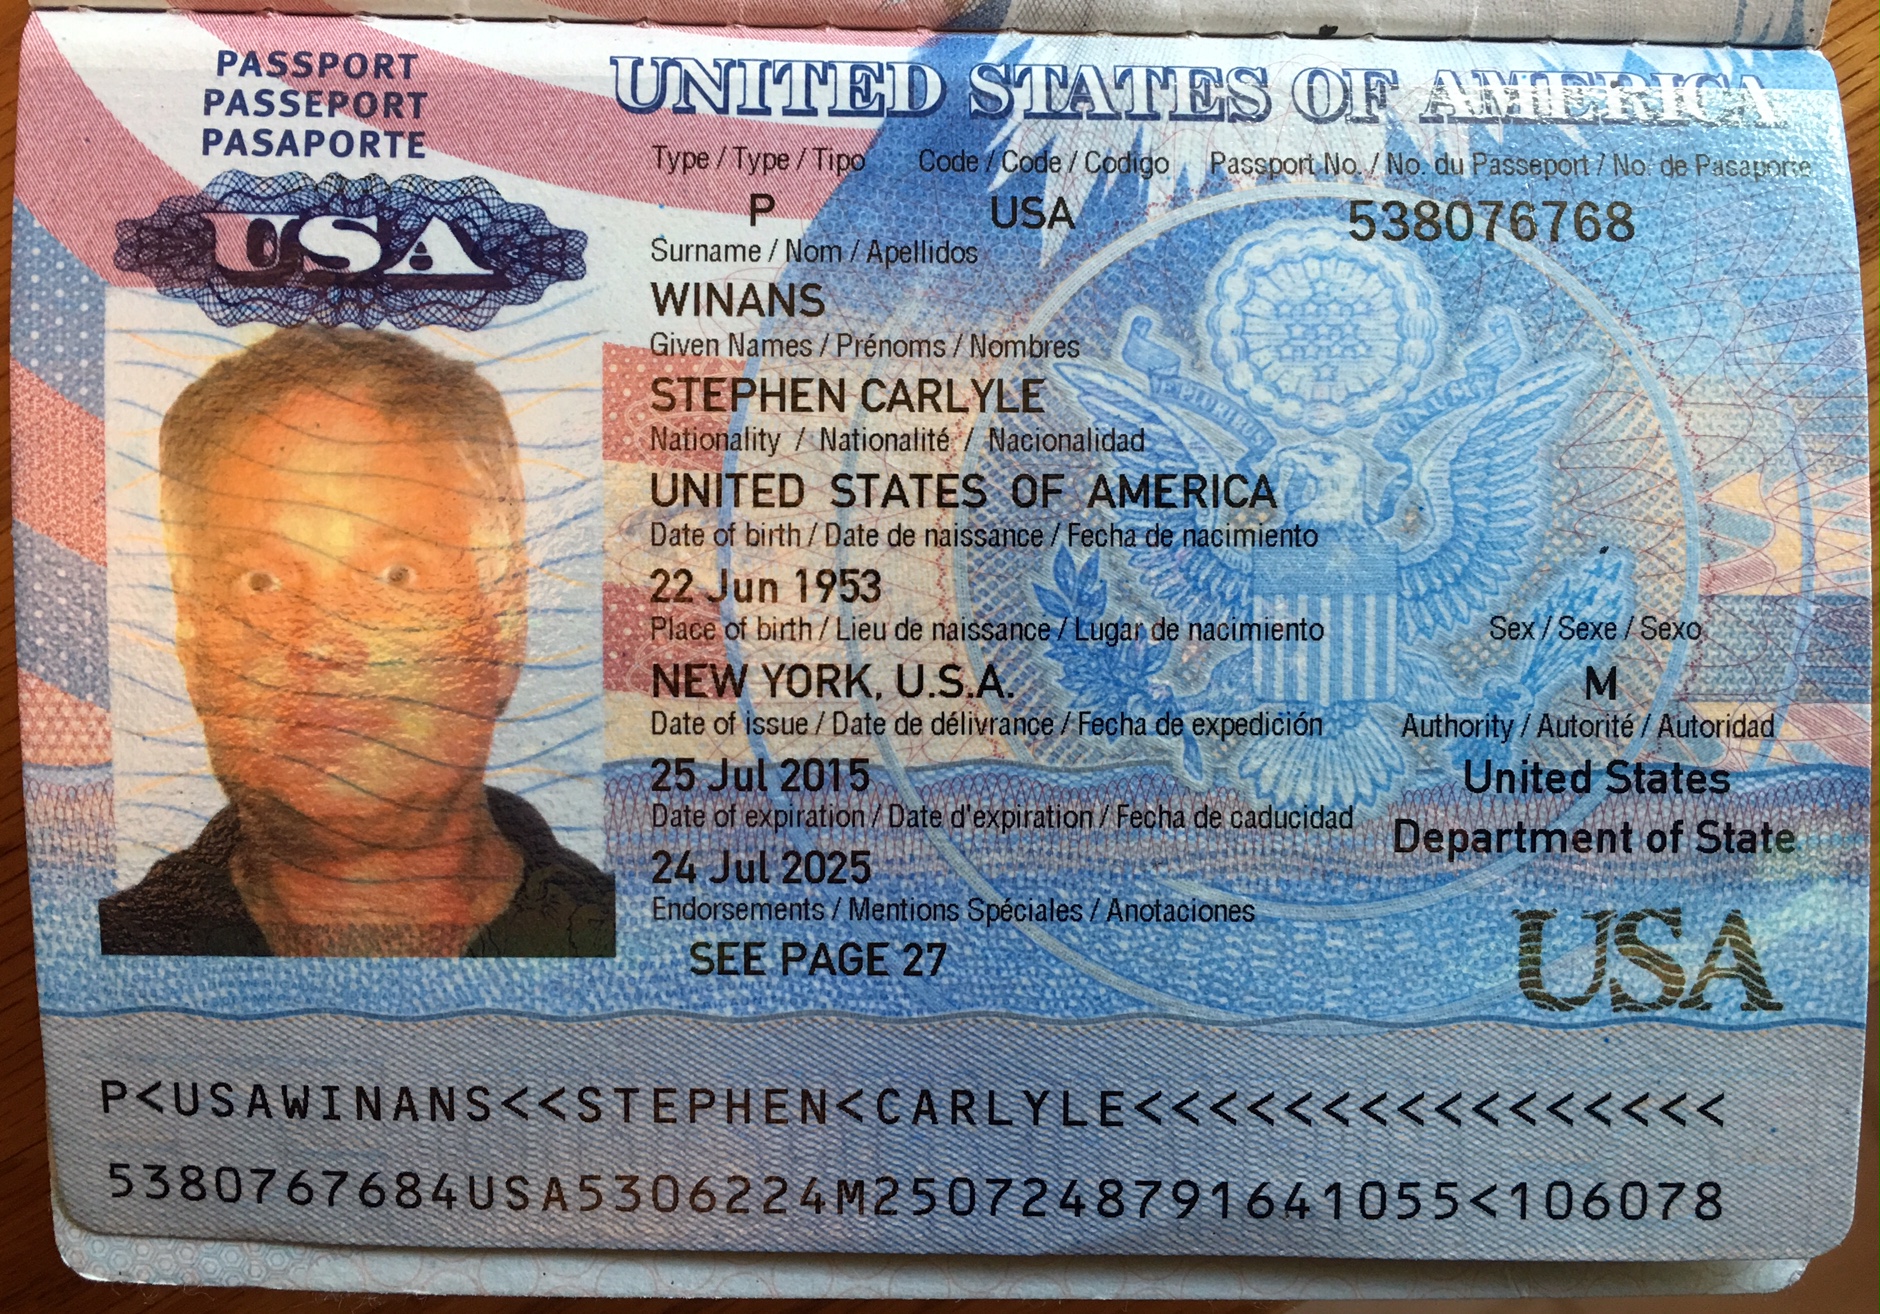 PASSPORT
PASSEPORT
PASAPORTE
USA
UNITED STATES OF AMERICA
Type / Type / Tipo
Code / Code / Codigo
Passport No. / No. du Passeport / No. de Pasaporte
P
USA
538076768
Surname / Nom / Apellidos
WINANS
Given Names / Prénoms / Nombres
STEPHEN CARLYLE
Nationality / Nationalité / Nacionalidad
UNITED STATES OF AMERICA
Date of birth / Date de naissance / Fecha de nacimiento
22 Jun 1953
Place of birth / Lieu de naissance / Lugar de nacimiento
Sex / Sexe / Sexo
NEW YORK, U.S.A.
M
Date of issue / Date de délivrance / Fecha de expedición
Authority / Autorité / Autoridad
25 Jul 2015
United States
Department of State
Date of expiration / Date d'expiration / Fecha de caducidad
24 Jul 2025
Endorsements / Mentions Spéciales / Anotaciones
SEE PAGE 27
USA
P<USAWINANS<<STEPHEN<CARLYLE<<<<<<<<<<<<<<<<
5380767684USA5306224M2507248791641055<106078